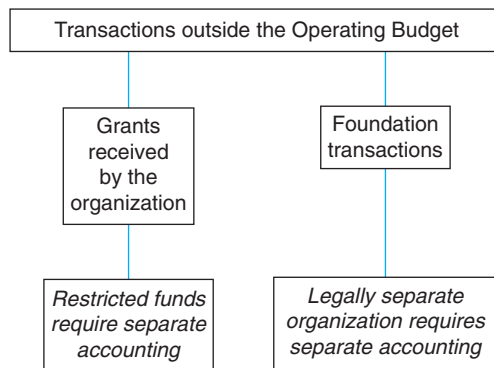 Transactions outside the Operating Budget
Grants
received
by the
organization
Foundation
transactions
Restricted funds
require separate
accounting
Legally separate
organization requires
separate accounting